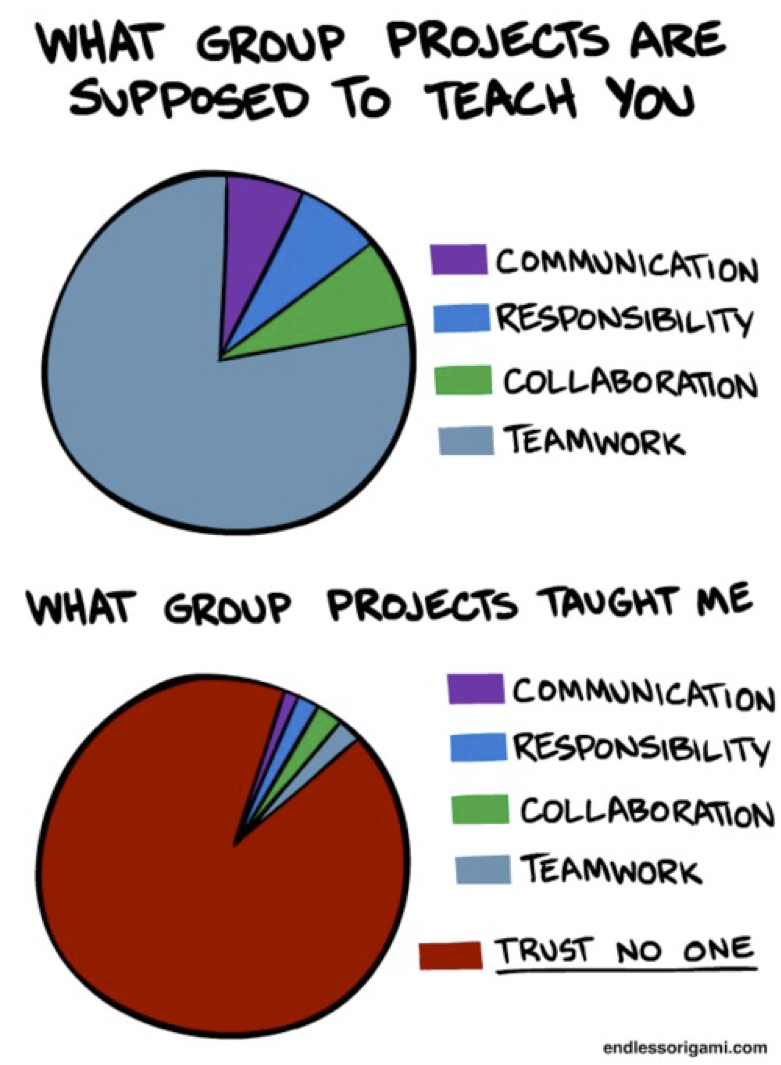 WHAT GROUP PROJECTS ARE
SUPPOSED TO TEACH YOU
COMMUNICATION
RESPONSIBILITY
COLLABORATION
TEAMWORK
WHAT GROUP PROJECTS TAUGHT ME
COMMUNICATION
RESPONSIBILITY
COLLABORATION
TEAMWORK
TRUST NO ONE
endlessorigami.com